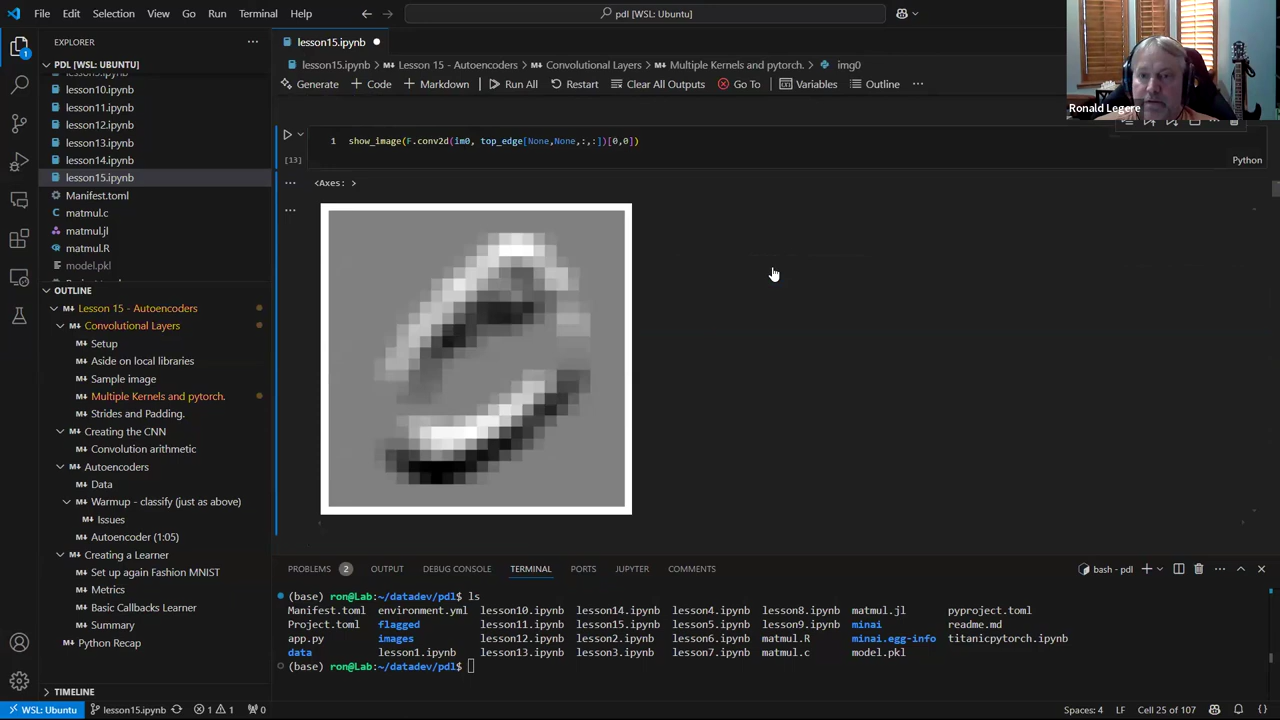 File Edit Selection View Go Run Terminal Help
pdl [WSL: Ubuntu]
Ronald Legere
EXPLORER
PDL [WSL: UBUNTU]
lesson10.ipynb
lesson11.ipynb
lesson12.ipynb
lesson13.ipynb
lesson14.ipynb
lesson15.ipynb
Manifest.toml
matmul.c
matmul.jl
matmul.R
model.pkl
OUTLINE
Lesson 15 - Autoencoders
Convolutional Layers
Setup
Aside on local libraries
Sample image
Multiple Kernels and pytorch.
Strides and Padding.
Creating the CNN
Convolution arithmetic
Autoencoders
Data
Warmup - classify (just as above)
Issues
Autoencoder (1:05)
Creating a Learner
Set up again Fashion MNIST
Metrics
Basic Callbacks Learner
Summary
Python Recap
TIMELINE
lesson15.ipynb
lesson15.ipynb > Lesson 15 - Autoencoders > Convolutional Layers > Multiple Kernels and pytorch. > img0
Generate + Code + Markdown Run All Restart Clear All Outputs Go To Variables Outline ...
1 show_image(F.conv2d(im0, top_edge[None,None,:,:])[0,0])
[13]
Python
<Axes: >
PROBLEMS 2 OUTPUT DEBUG CONSOLE TERMINAL PORTS JUPYTER COMMENTS
bash - pdl
(base) ron@Lab:~/datadev/pdl$ ls
Manifest.toml environment.yml lesson10.ipynb lesson14.ipynb lesson4.ipynb lesson8.ipynb matmul.jl pyproject.toml
Project.toml flagged lesson11.ipynb lesson15.ipynb lesson5.ipynb lesson9.ipynb minai readme.md
app.py images lesson12.ipynb lesson2.ipynb lesson6.ipynb matmul.R minai.egg-info titanicpytorch.ipynb
data lesson1.ipynb lesson13.ipynb lesson3.ipynb lesson7.ipynb matmul.c model.pkl
(base) ron@Lab:~/datadev/pdl$
WSL: Ubuntu lesson15.ipynb 1 1 0 Spaces: 4 LF Cell 25 of 107